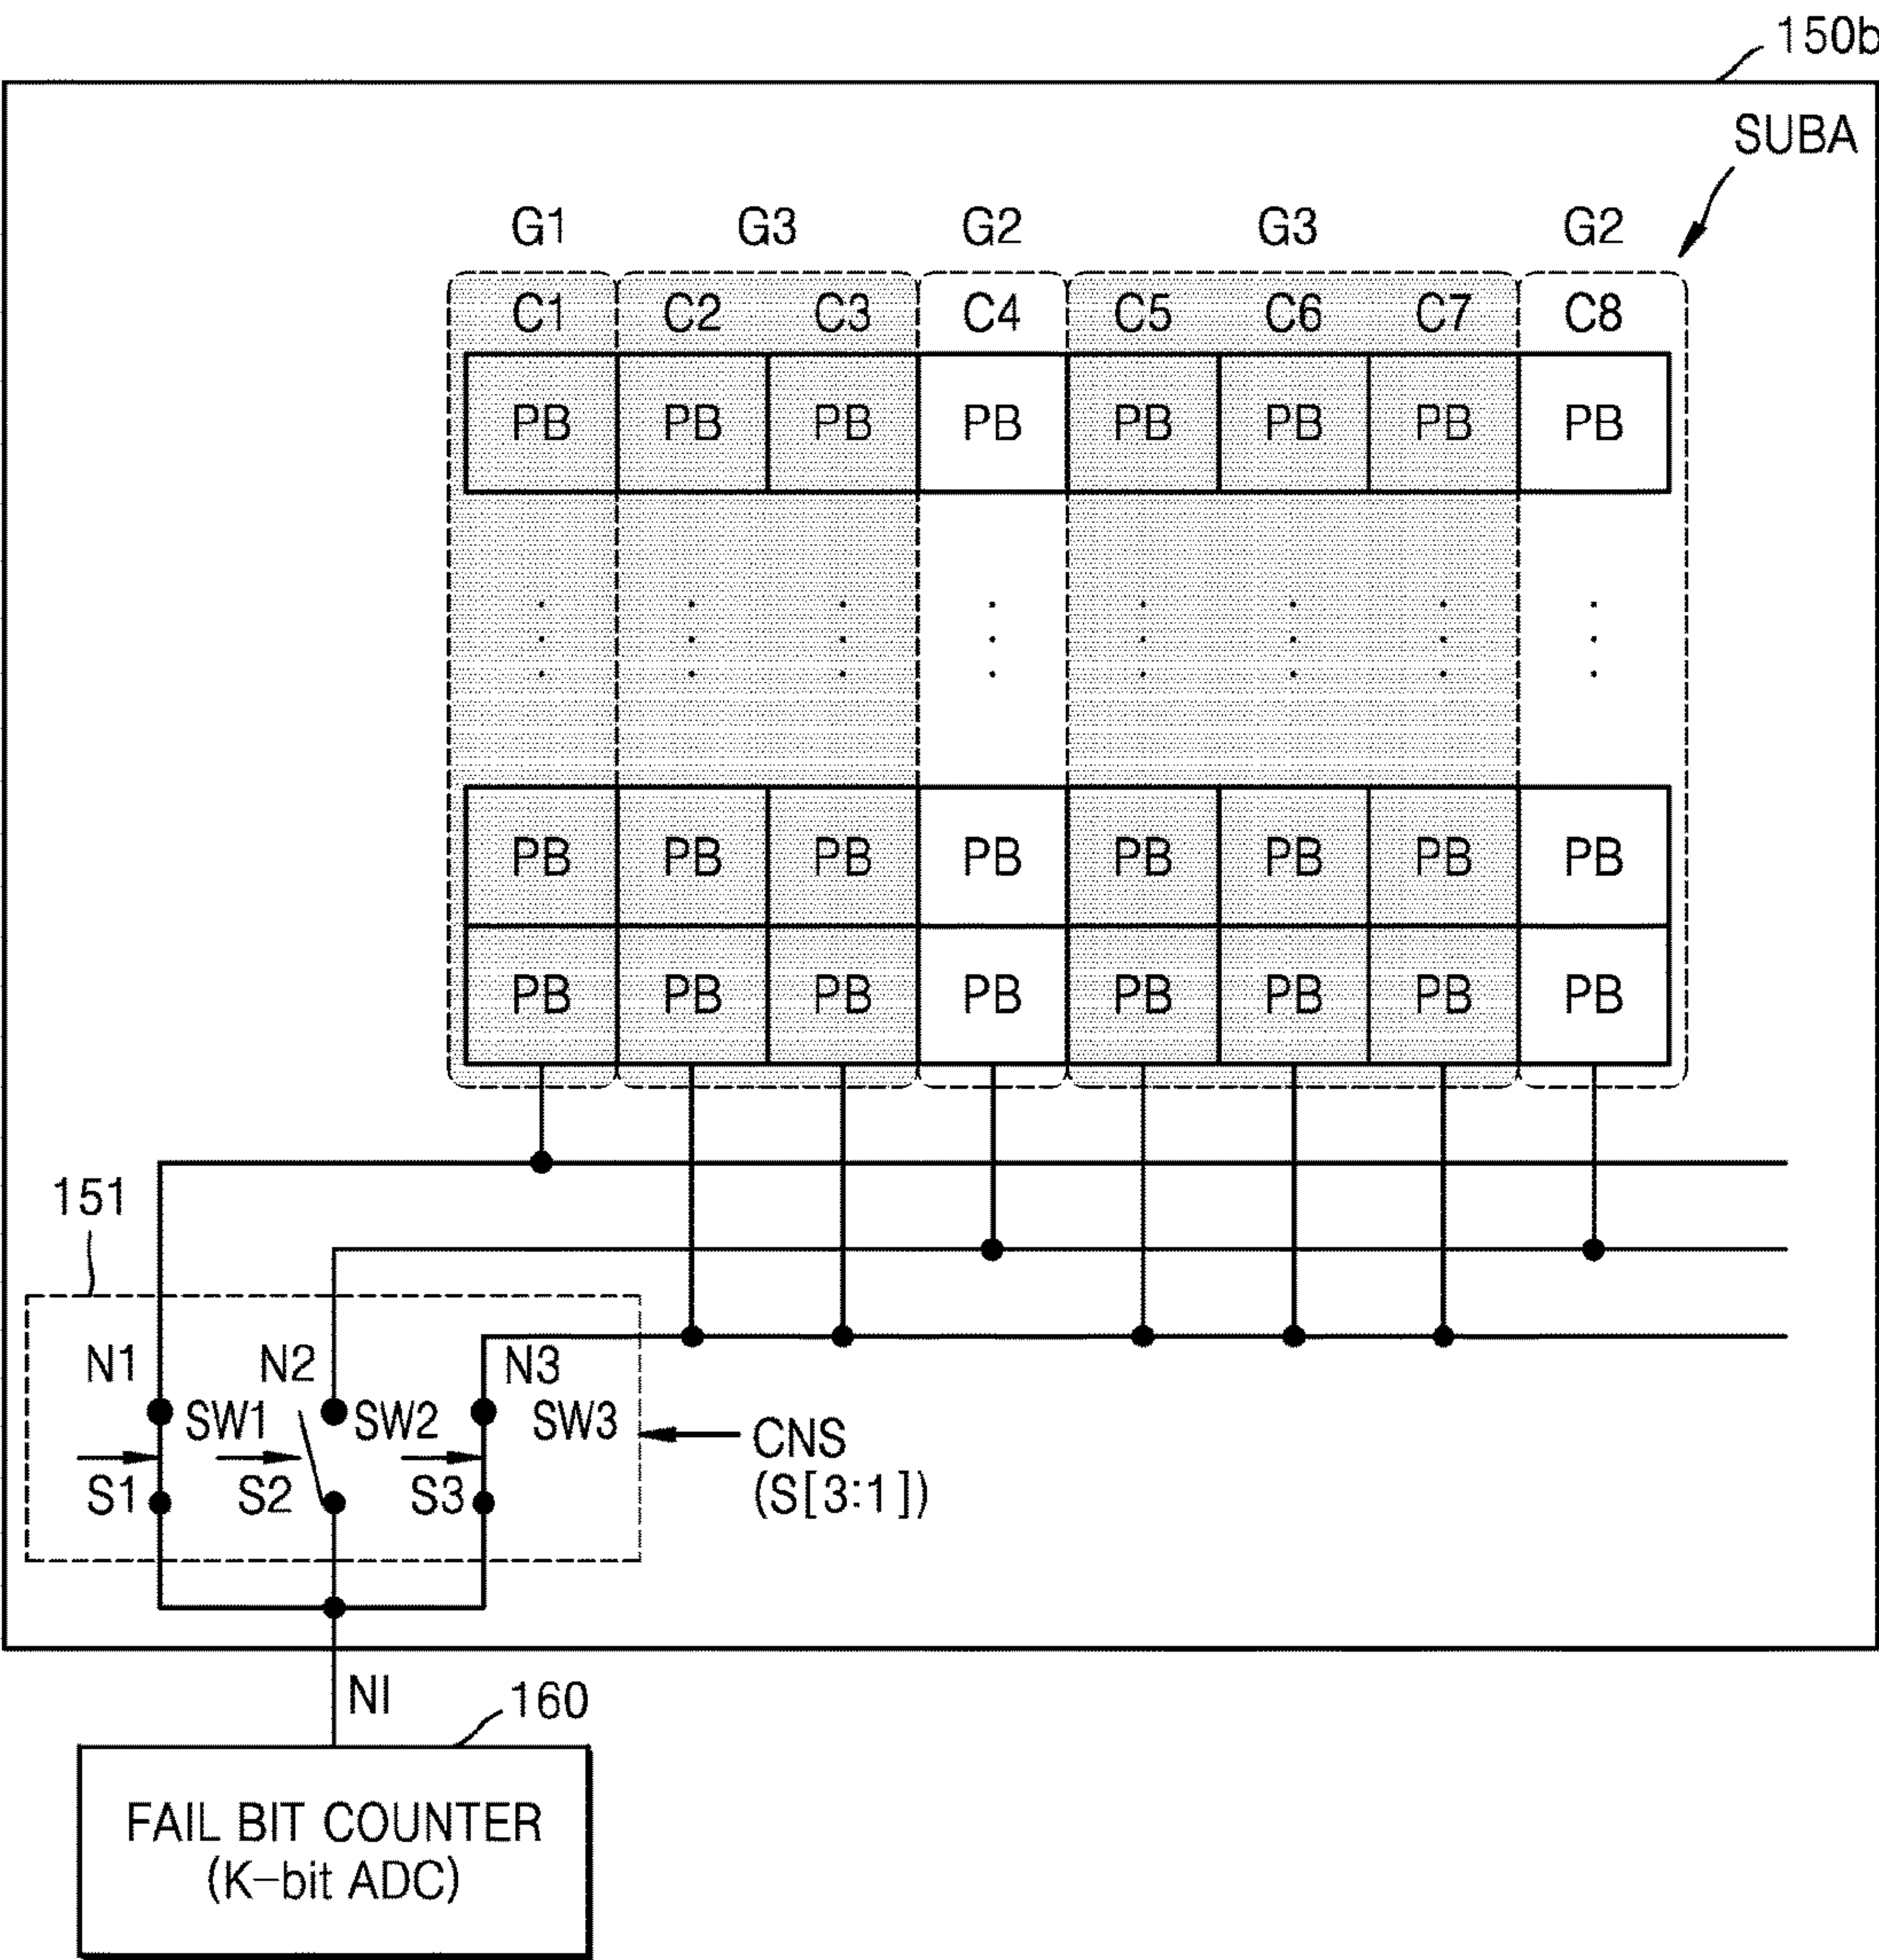 150b
SUBA
G1 G3 G2 G3 G2
C1 C2 C3 C4 C5 C6 C7 C8
PB PB PB PB PB PB PB PB
PB PB PB PB PB PB PB PB
PB PB PB PB PB PB PB PB
151
N1 N2 N3
SW1 SW2 SW3
S1 S2 S3
CNS
(S[3:1])
NI
160
FAIL BIT COUNTER
(K-bit ADC)